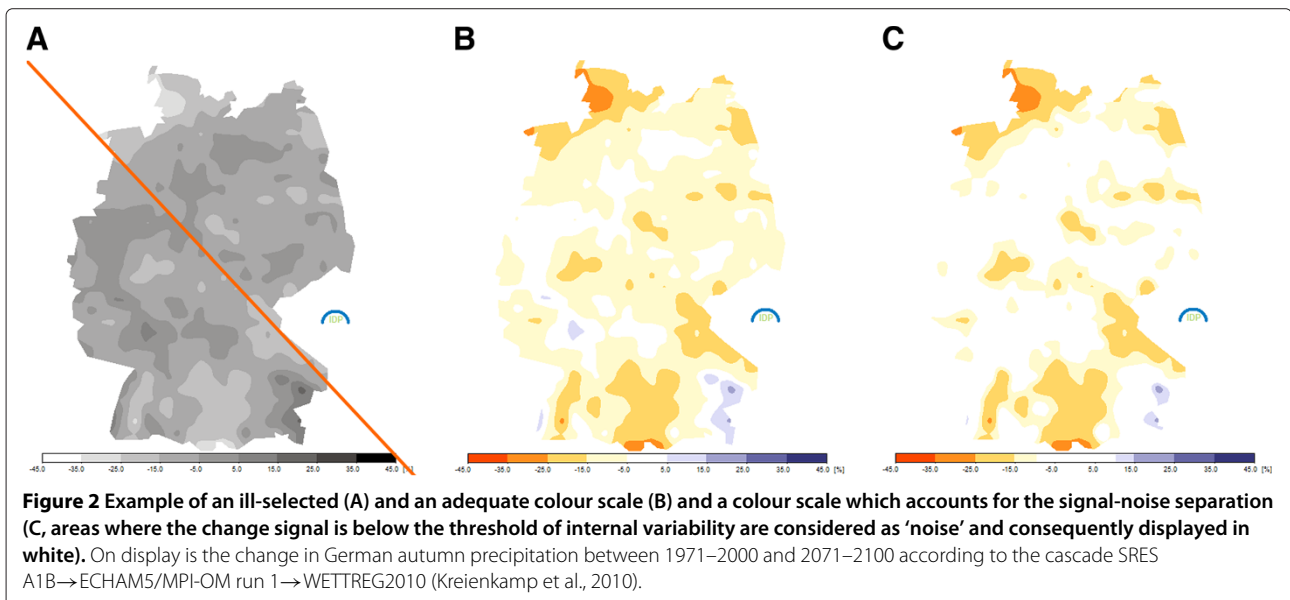 A
B
C
IDP
IDP
-45.0 -35.0 -25.0 -15.0 -5.0 5.0 15.0 25.0 35.0 45.0 [%]
-45.0 -35.0 -25.0 -15.0 -5.0 5.0 15.0 25.0 35.0 45.0 [%]
-45.0 -35.0 -25.0 -15.0 -5.0 5.0 15.0 25.0 35.0 45.0 [%]
Figure 2 Example of an ill-selected (A) and an adequate colour scale (B) and a colour scale which accounts for the signal-noise separation
(C, areas where the change signal is below the threshold of internal variability are considered as ‘noise’ and consequently displayed in
white). On display is the change in German autumn precipitation between 1971–2000 and 2071–2100 according to the cascade SRES
A1B→ECHAM5/MPI-OM run 1→WETTREG2010 (Kreienkamp et al., 2010).